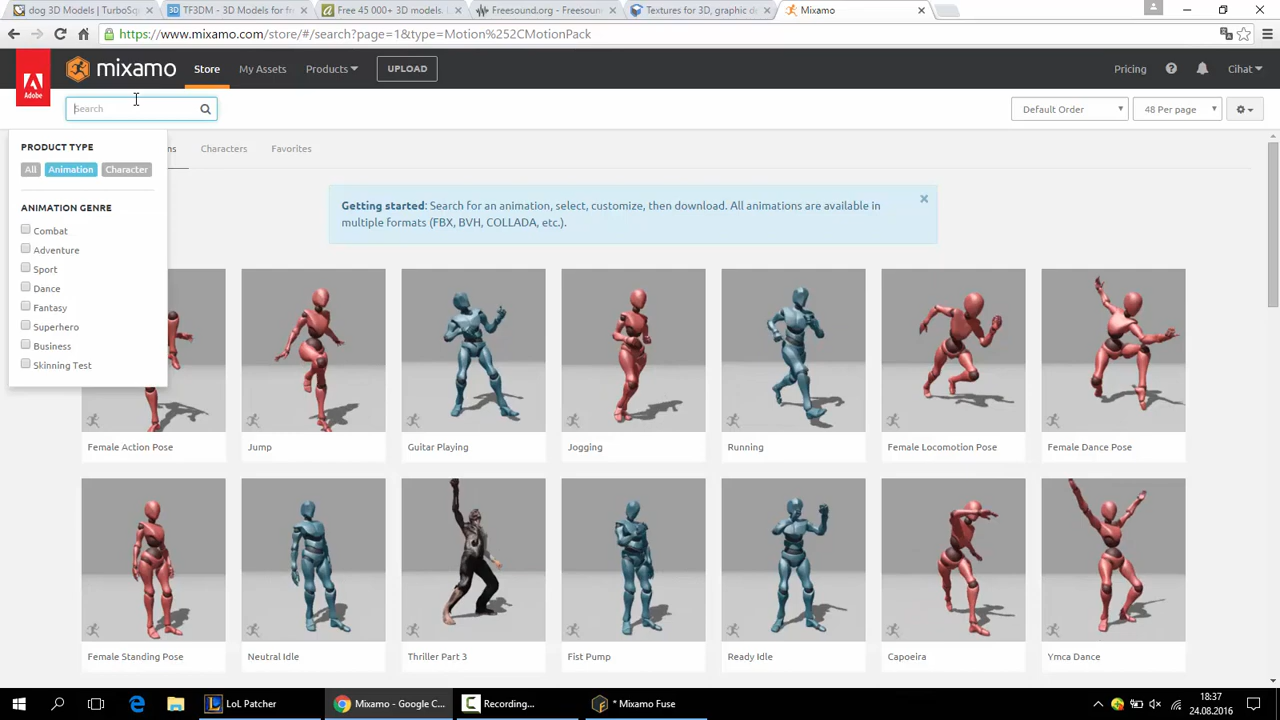 dog 3D Models | TurboSq
TF3DM - 3D Models for fr
Free 45 000+ 3D models.
Freesound.org - Freesoun
Textures for 3D, graphic d
Mixamo
https://www.mixamo.com/store/#/search?page=1&type=Motion%252CMotionPack
Adobe
mixamo
Store
My Assets
Products
UPLOAD
Pricing
Cihat
Search
Default Order
48 Per page
PRODUCT TYPE
All
Animation
Character
ns
Characters
Favorites
ANIMATION GENRE
Combat
Adventure
Sport
Dance
Fantasy
Superhero
Business
Skinning Test
Getting started: Search for an animation, select, customize, then download. All animations are available in
multiple formats (FBX, BVH, COLLADA, etc.).
Female Action Pose
Jump
Guitar Playing
Jogging
Running
Female Locomotion Pose
Female Dance Pose
Female Standing Pose
Neutral Idle
Thriller Part 3
Fist Pump
Ready Idle
Capoeira
Ymca Dance
LoL Patcher
Mixamo - Google C...
Recording...
* Mixamo Fuse
18:37
24.08.2016